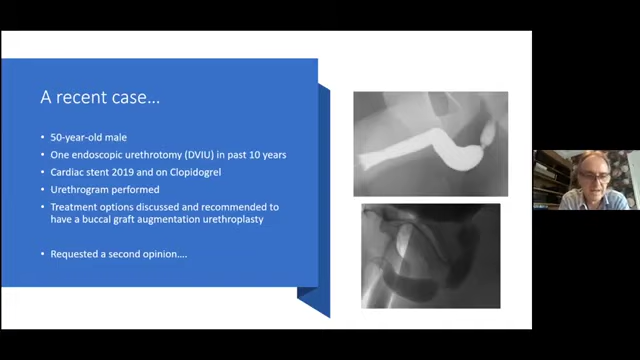 A recent case...
• 50-year-old male
• One endoscopic urethrotomy (DVIU) in past 10 years
• Cardiac stent 2019 and on Clopidogrel
• Urethrogram performed
• Treatment options discussed and recommended to
have a buccal graft augmentation urethroplasty
• Requested a second opinion....